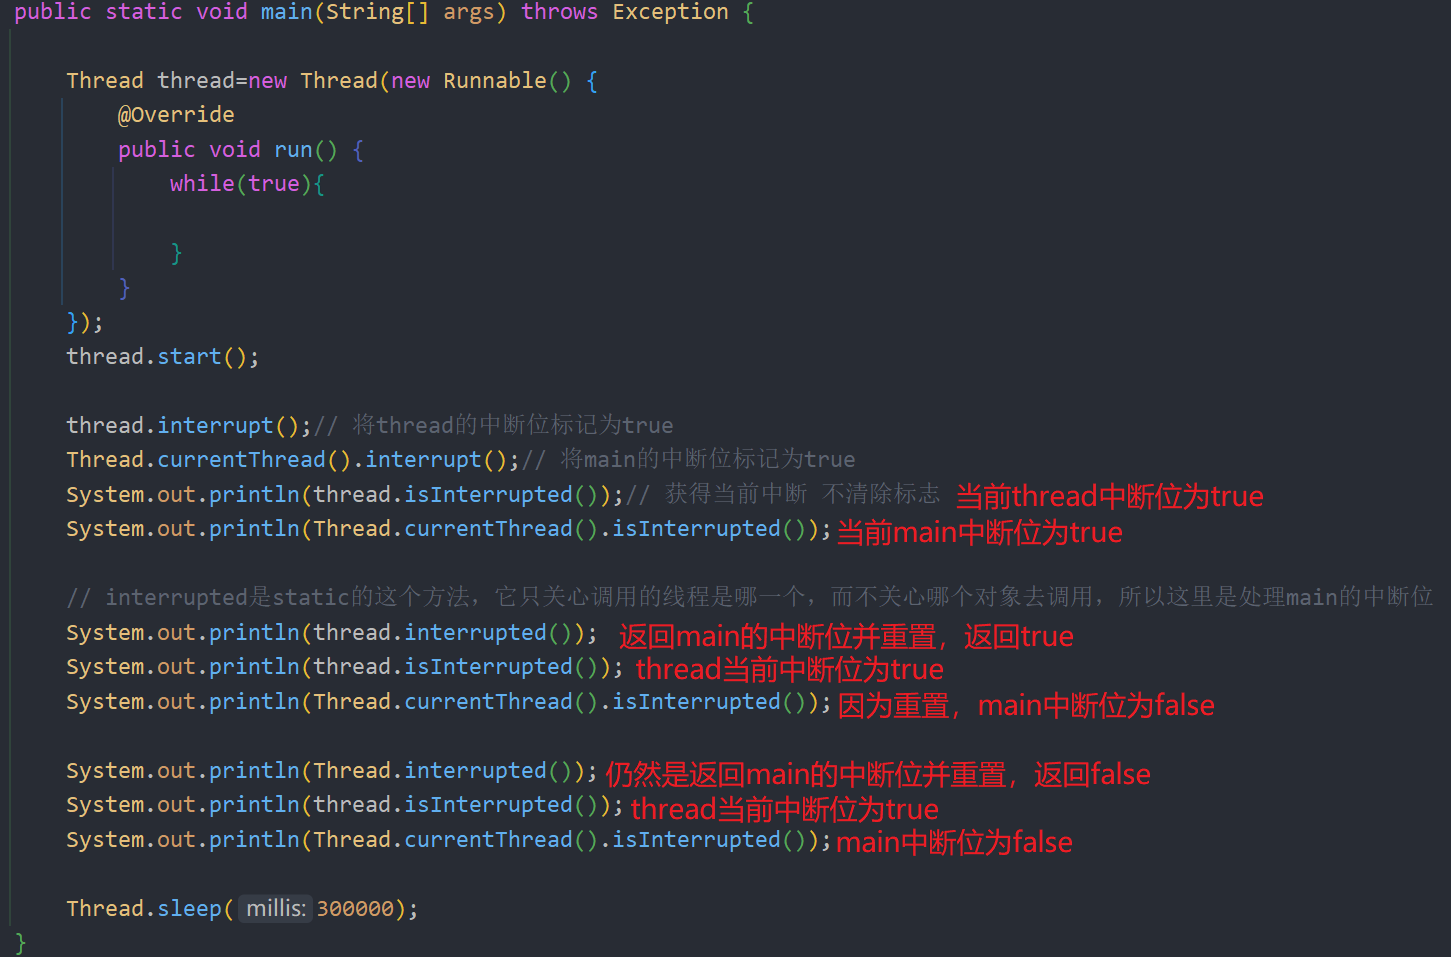 public static void main(String[] args) throws Exception {
Thread thread=new Thread(new Runnable() {
@Override
public void run() {
while(true){
}
}
});
thread.start();
thread.interrupt();// 将thread的中断位标记为true
Thread.currentThread().interrupt();// 将main的中断位标记为true
System.out.println(thread.isInterrupted());// 获得当前中断 不清除标志 当前thread中断位为true
System.out.println(Thread.currentThread().isInterrupted());当前main中断位为true
// interrupted是static的这个方法，它只关心调用的线程是哪一个，而不关心哪个对象去调用，所以这里是处理main的中断位
System.out.println(thread.interrupted()); 返回main的中断位并重置，返回true
System.out.println(thread.isInterrupted()); thread当前中断位为true
System.out.println(Thread.currentThread().isInterrupted());因为重置，main中断位为false
System.out.println(Thread.interrupted());仍然是返回main的中断位并重置，返回false
System.out.println(thread.isInterrupted());thread当前中断位为true
System.out.println(Thread.currentThread().isInterrupted());main中断位为false
Thread.sleep( millis: 300000);
}